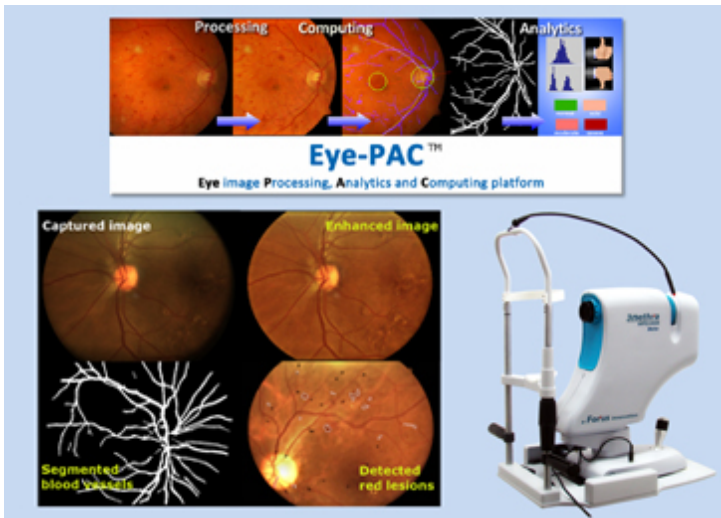 Processing
Computing
Analytics
Eye-PAC™
Eye image Processing, Analytics and Computing platform
Captured image
Enhanced image
Segmented
blood vessels
Detected
red lesions
3nethra
Forus